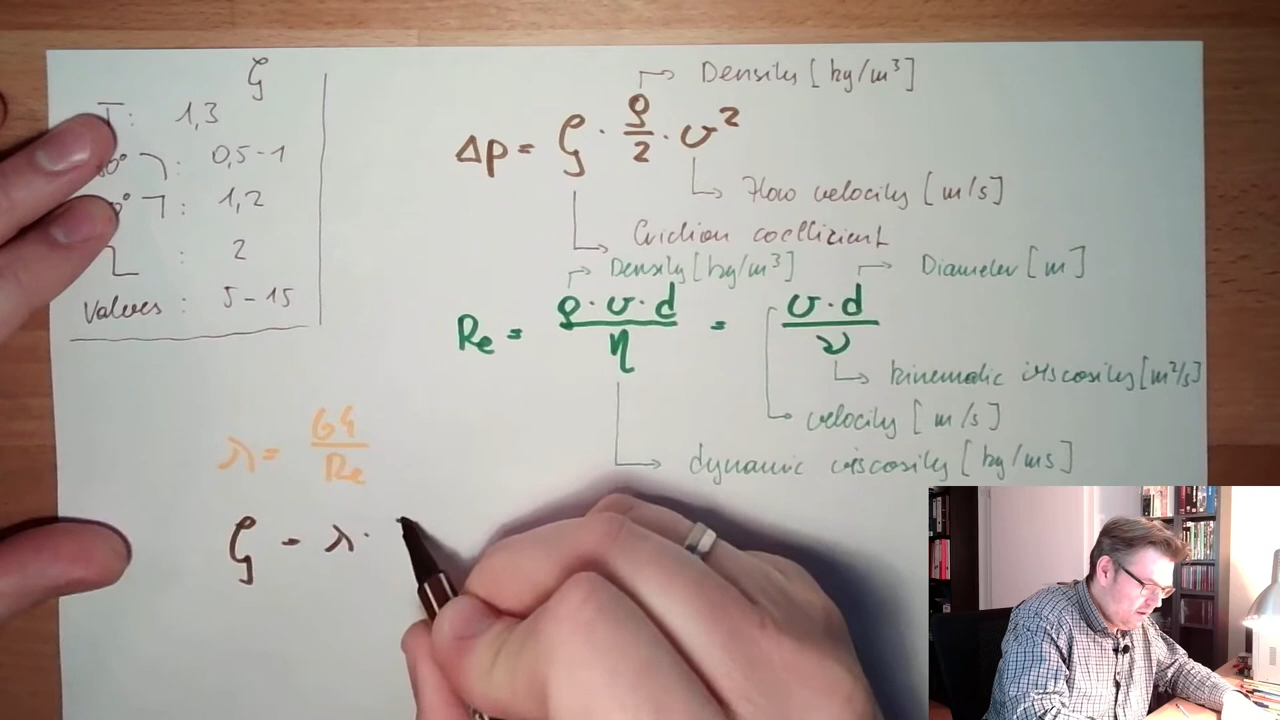 ζ
T: 1,3
0° : 0,5-1
° : 1,2
: 2
Valves : 5-15
Density [kg/m³]
Δp = ζ · ρ/2 · v²
Flow velocity [m/s]
Friction coefficient
Density [kg/m³]
Diameter [m]
Re = ρ · v · d / η = v · d / ν
kinematic viscosity [m²/s]
velocity [m/s]
dynamic viscosity [kg/ms]
λ = 64/Re
ζ = λ ·